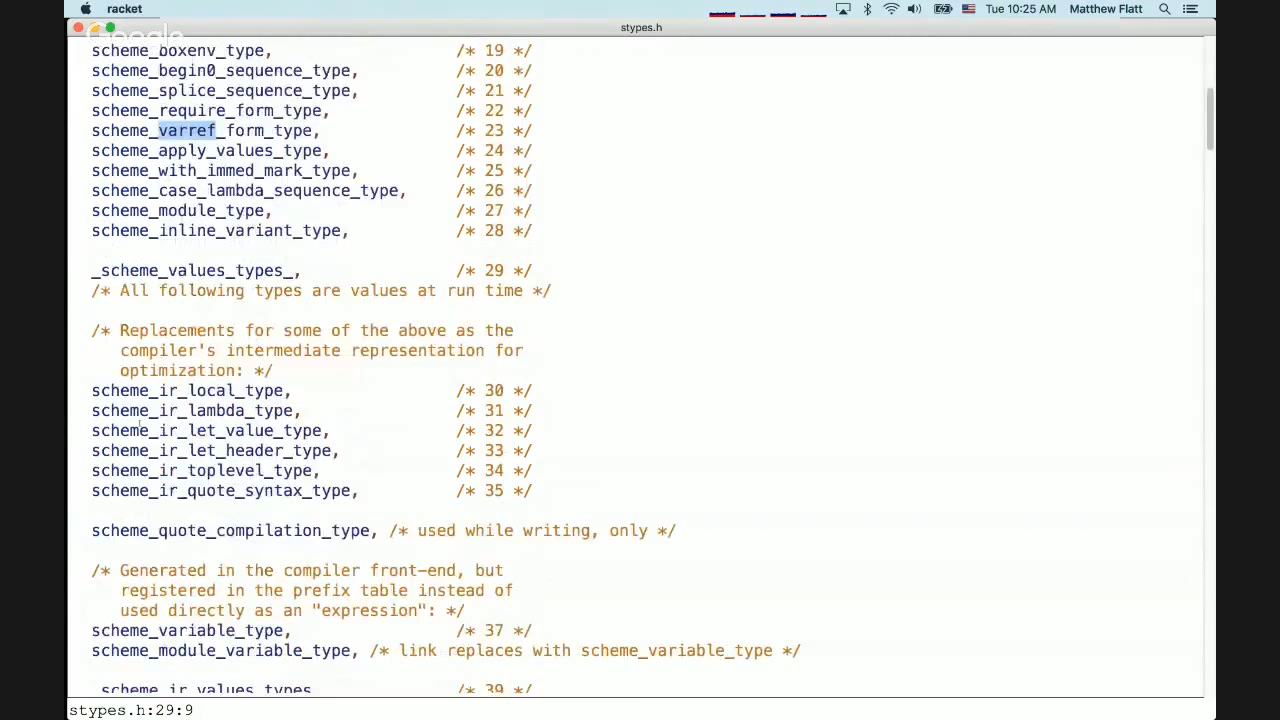 racket
Tue 10:25 AM Matthew Flatt
Google
stypes.h
scheme_boxenv_type, /* 19 */
scheme_begin0_sequence_type, /* 20 */
scheme_splice_sequence_type, /* 21 */
scheme_require_form_type, /* 22 */
scheme_varref_form_type, /* 23 */
scheme_apply_values_type, /* 24 */
scheme_with_immed_mark_type, /* 25 */
scheme_case_lambda_sequence_type, /* 26 */
scheme_module_type, /* 27 */
scheme_inline_variant_type, /* 28 */
_scheme_values_types_, /* 29 */
/* All following types are values at run time */
/* Replacements for some of the above as the
compiler's intermediate representation for
optimization: */
scheme_ir_local_type, /* 30 */
scheme_ir_lambda_type, /* 31 */
scheme_ir_let_value_type, /* 32 */
scheme_ir_let_header_type, /* 33 */
scheme_ir_toplevel_type, /* 34 */
scheme_ir_quote_syntax_type, /* 35 */
scheme_quote_compilation_type, /* used while writing, only */
/* Generated in the compiler front-end, but
registered in the prefix table instead of
used directly as an "expression": */
scheme_variable_type, /* 37 */
scheme_module_variable_type, /* link replaces with scheme_variable_type */
_scheme_ir_values_types_ /* 39 */
stypes.h:29:9